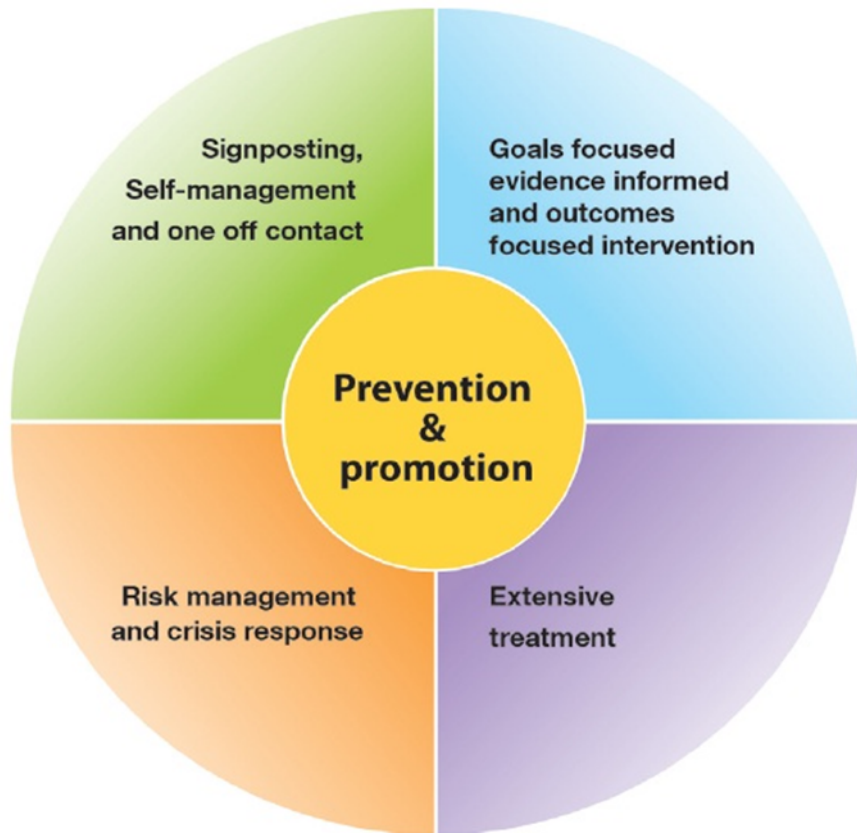 Signposting,
Self-management
and one off contact
Goals focused
evidence informed
and outcomes
focused intervention
Prevention
&
promotion
Risk management
and crisis response
Extensive
treatment